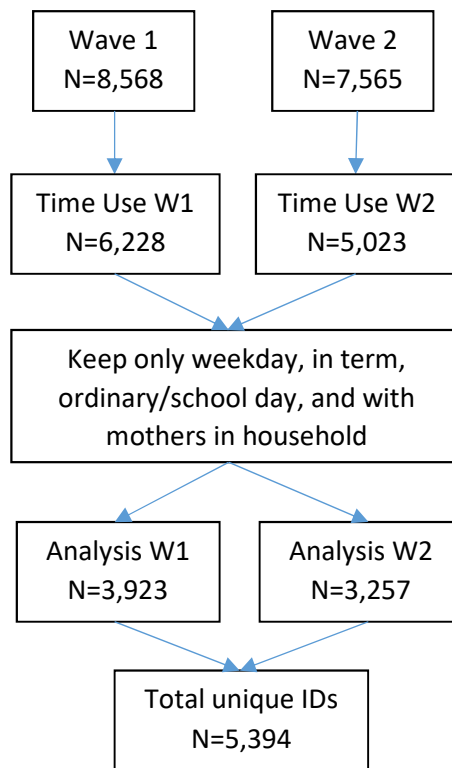 Wave 1
N=8,568
Wave 2
N=7,565
Time Use W1
N=6,228
Time Use W2
N=5,023
Keep only weekday, in term,
ordinary/school day, and with
mothers in household
Analysis W1
N=3,923
Analysis W2
N=3,257
Total unique IDs
N=5,394